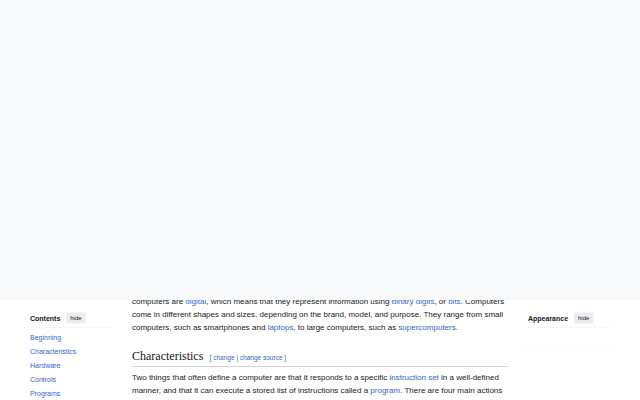 computers are digital, which means that they represent information using binary digits, or bits. Computers
Contents hide
come in different shapes and sizes, depending on the brand, model, and purpose. They range from small
Appearance hide
computers, such as smartphones and laptops, to large computers, such as supercomputers.
Beginning
Characteristics
Hardware
Controls
Programs
Characteristics [ change | change source ]
Two things that often define a computer are that it responds to a specific instruction set in a well-defined
manner, and that it can execute a stored list of instructions called a program. There are four main actions